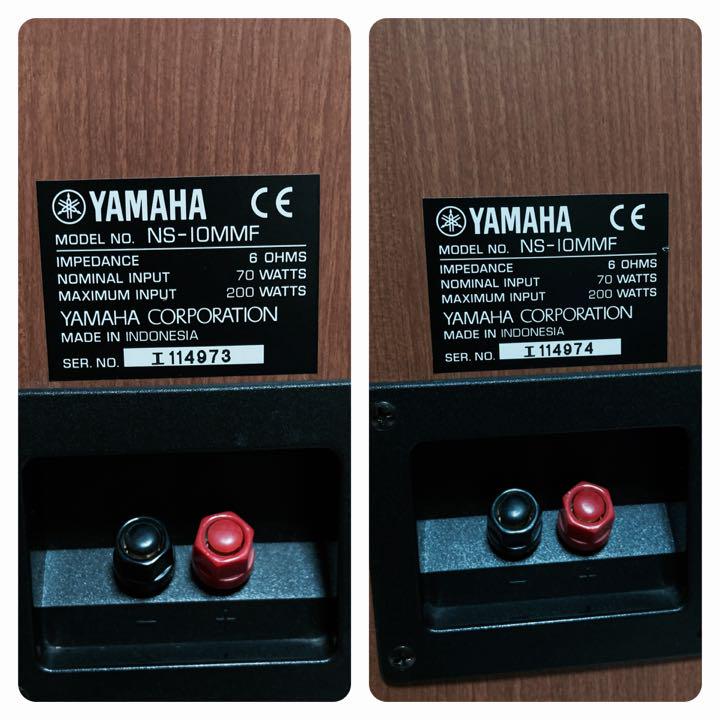 YAMAHA CE
MODEL NO. NS-10MMF
IMPEDANCE 6 OHMS
NOMINAL INPUT 70 WATTS
MAXIMUM INPUT 200 WATTS
YAMAHA CORPORATION
MADE IN INDONESIA
SER. NO. I 114973
- +
YAMAHA CE
MODEL NO. NS-10MMF
IMPEDANCE 6 OHMS
NOMINAL INPUT 70 WATTS
MAXIMUM INPUT 200 WATTS
YAMAHA CORPORATION
MADE IN INDONESIA
SER. NO. I 114974
- +